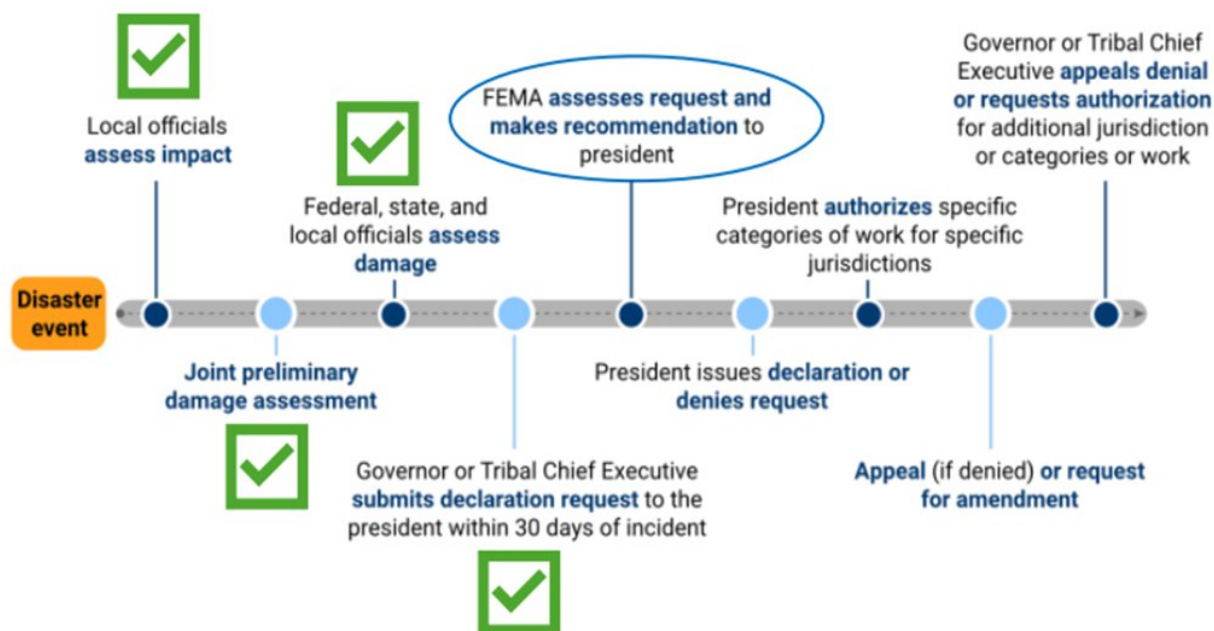 Disaster
event
Local officials
assess impact
Joint preliminary
damage assessment
Federal, state, and
local officials assess
damage
Governor or Tribal Chief Executive
submits declaration request to the
president within 30 days of incident
FEMA assesses request and
makes recommendation to
president
President issues declaration or
denies request
President authorizes specific
categories of work for specific
jurisdictions
Appeal (if denied) or request
for amendment
Governor or Tribal Chief
Executive appeals denial
or requests authorization
for additional jurisdiction
or categories or work